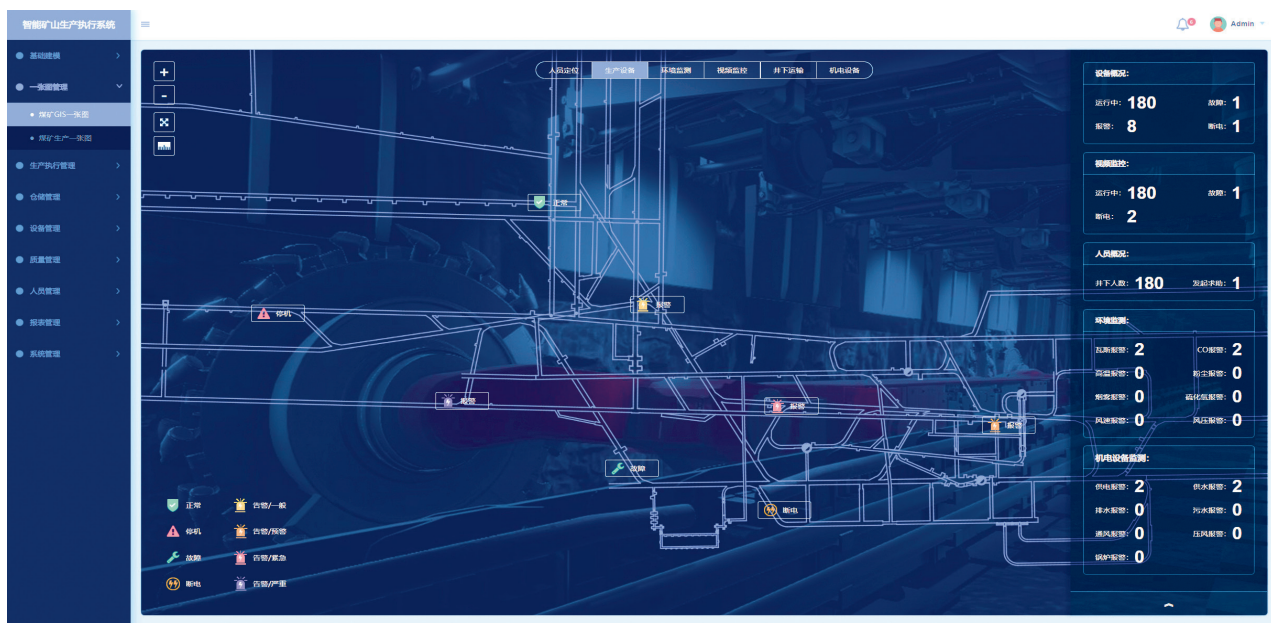 智能矿山生产执行系统
6
Admin
基础建模
一张图管理
煤矿GIS一张图
煤矿生产一张图
生产执行管理
仓储管理
设备管理
质量管理
人员管理
报表管理
系统管理
+
-
人员定位 生产设备 环境监测 视频监控 井下运输 机电设备
正常
停机
报警
报警
报警
报警
故障
断电
正常 告警/一般
停机 告警/预警
故障 告警/紧急
断电 告警/严重
设备概况:
运行中: 180 故障: 1
报警: 8 断电: 1
视频监控:
运行中: 180 故障: 1
断电: 2
人员概况:
井下人数: 180 发起求助: 1
环境监测:
瓦斯报警: 2 CO报警: 2
高温报警: 0 粉尘报警: 0
烟雾报警: 0 硫化氢报警: 0
风速报警: 0 风压报警: 0
机电设备监测:
供电报警: 2 供水报警: 2
排水报警: 0 污水报警: 0
通风报警: 0 压风报警: 0
锅炉报警: 0